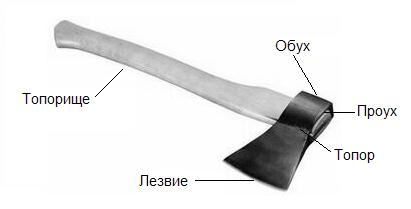 Обух
Топорище
Проух
Топор
Лезвие